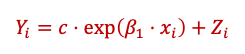 Yᵢ = c · exp(β₁ · xᵢ) + Zᵢ